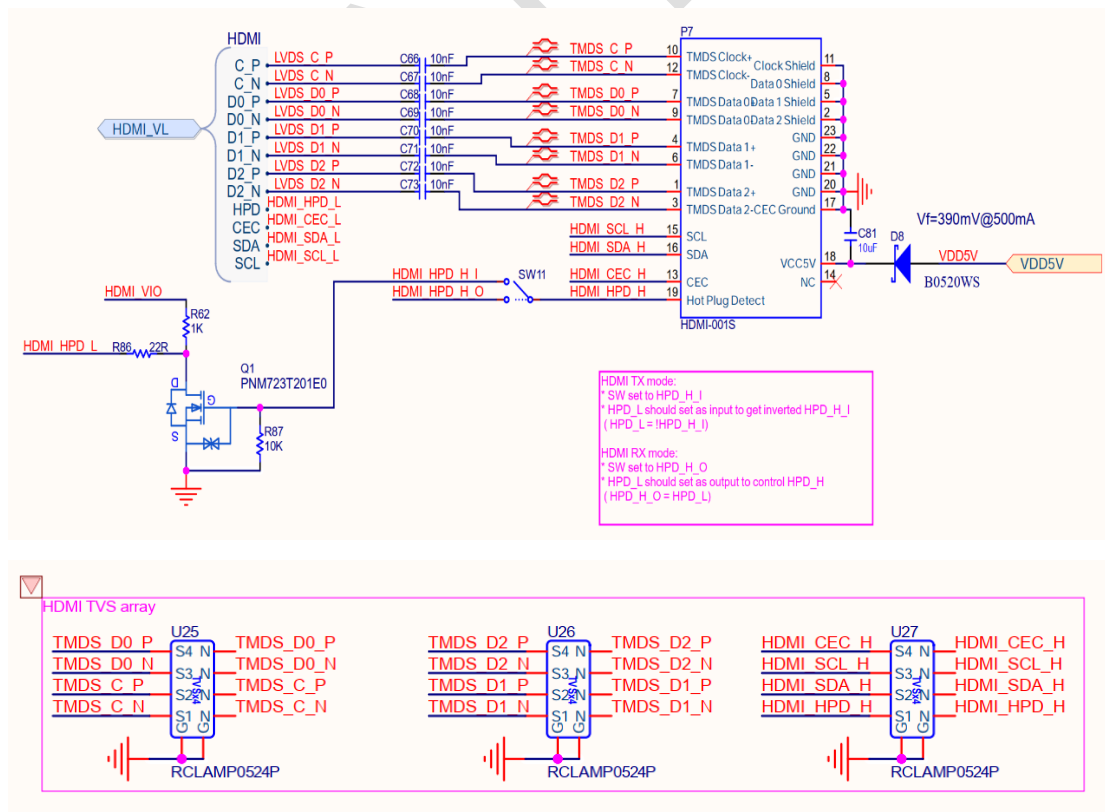 HDMI
C_P
C_N
D0_P
D0_N
D1_P
D1_N
D2_P
D2_N
HPD
CEC
SDA
SCL
HDMI_VL
LVDS_C_P
LVDS_C_N
LVDS_D0_P
LVDS_D0_N
LVDS_D1_P
LVDS_D1_N
LVDS_D2_P
LVDS_D2_N
HDMI_HPD_L
HDMI_CEC_L
HDMI_SDA_L
HDMI_SCL_L
C66 10nF
C67 10nF
C68 10nF
C69 10nF
C70 10nF
C71 10nF
C72 10nF
C73 10nF
TMDS_C_P
TMDS_C_N
TMDS_D0_P
TMDS_D0_N
TMDS_D1_P
TMDS_D1_N
TMDS_D2_P
TMDS_D2_N
HDMI_SCL_H
HDMI_SDA_H
HDMI_CEC_H
HDMI_HPD_H
HDMI_HPD_H_I
HDMI_HPD_H_O
SW11
P7
10 TMDS Clock+
12 TMDS Clock-
7 TMDS Data 0
9 TMDS Data 0
4 TMDS Data 1+
6 TMDS Data 1-
1 TMDS Data 2+
3 TMDS Data 2-
15 SCL
16 SDA
13 CEC
19 Hot Plug Detect
Clock Shield 11
Data 0 Shield 8
Data 1 Shield 5
Data 2 Shield 2
GND 23
GND 22
GND 21
GND 20
CEC Ground 17
VCC5V 18
NC 14
HDMI-001S
C81
10uF
D8
Vf=390mV@500mA
VDD5V
VDD5V
B0520WS
HDMI_VIO
R62
1K
HDMI_HPD_L R86 22R
Q1
PNM723T201E0
D
G
S
R87
10K
HDMI TX mode:
* SW set to HPD_H_I
* HPD_L should set as input to get inverted HPD_H_I
( HPD_L = !HPD_H_I)
HDMI RX mode:
* SW set to HPD_H_O
* HPD_L should set as output to control HPD_H
( HPD_H_O = HPD_L)
HDMI TVS array
U25
TMDS_D0_P S4 N TMDS_D0_P
TMDS_D0_N S3 N TMDS_D0_N
TMDS_C_P S2 N TMDS_C_P
TMDS_C_N S1 N TMDS_C_N
TVSx4
G G
RCLAMP0524P
U26
TMDS_D2_P S4 N TMDS_D2_P
TMDS_D2_N S3 N TMDS_D2_N
TMDS_D1_P S2 N TMDS_D1_P
TMDS_D1_N S1 N TMDS_D1_N
TVSx4
G G
RCLAMP0524P
U27
HDMI_CEC_H S4 N HDMI_CEC_H
HDMI_SCL_H S3 N HDMI_SCL_H
HDMI_SDA_H S2 N HDMI_SDA_H
HDMI_HPD_H S1 N HDMI_HPD_H
TVSx4
G G
RCLAMP0524P